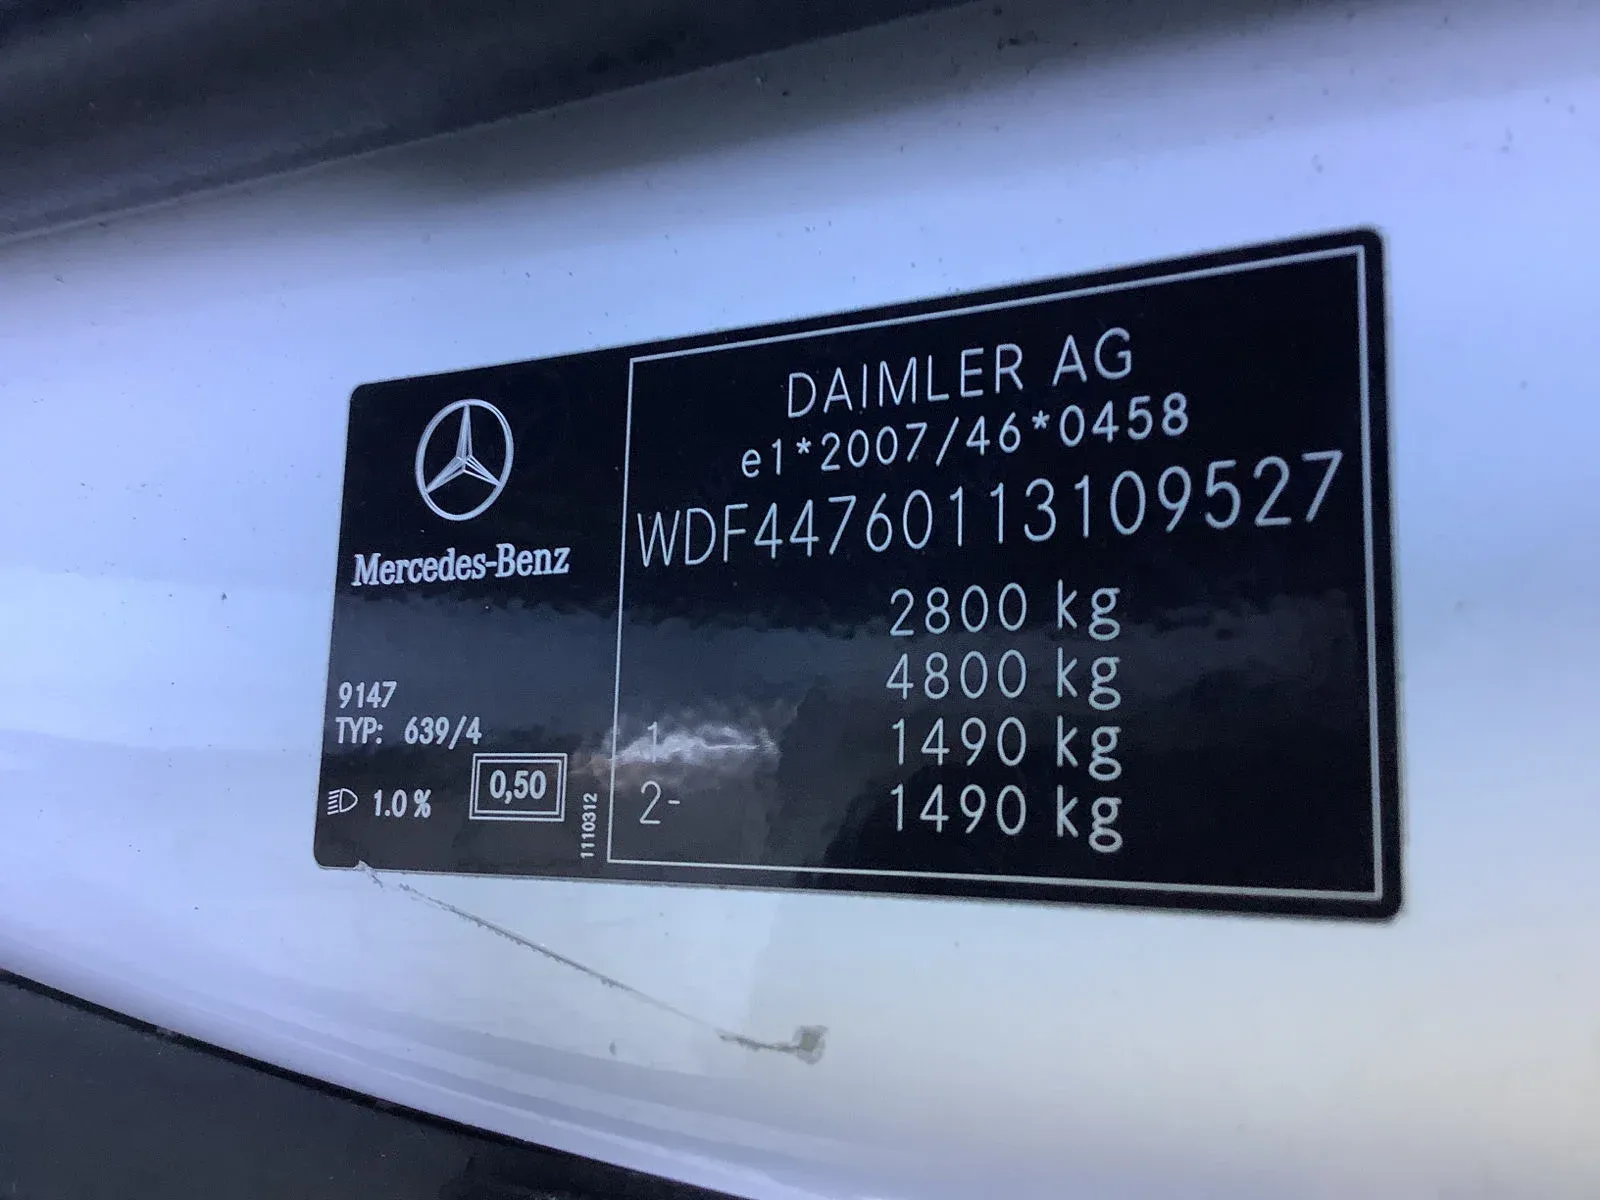 Mercedes-Benz
9147
TYP: 639/4
1.0 %
0,50
1110312
DAIMLER AG
e1*2007/46*0458
WDF44760113109527
2800 kg
4800 kg
1 1490 kg
2- 1490 kg